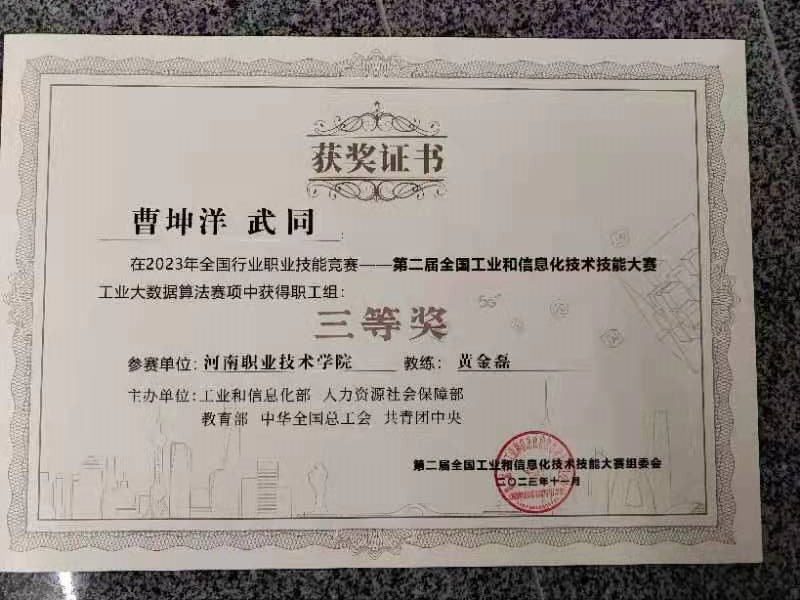 获奖证书
曹坤洋 武同:
在2023年全国行业职业技能竞赛——第二届全国工业和信息化技术技能大赛
工业大数据算法赛项中获得职工组：
三等奖
参赛单位: 河南职业技术学院 教练: 黄金磊
主办单位: 工业和信息化部 人力资源社会保障部
教育部 中华全国总工会 共青团中央
第二届全国工业和信息化技术技能大赛组委会
二〇二三年十一月